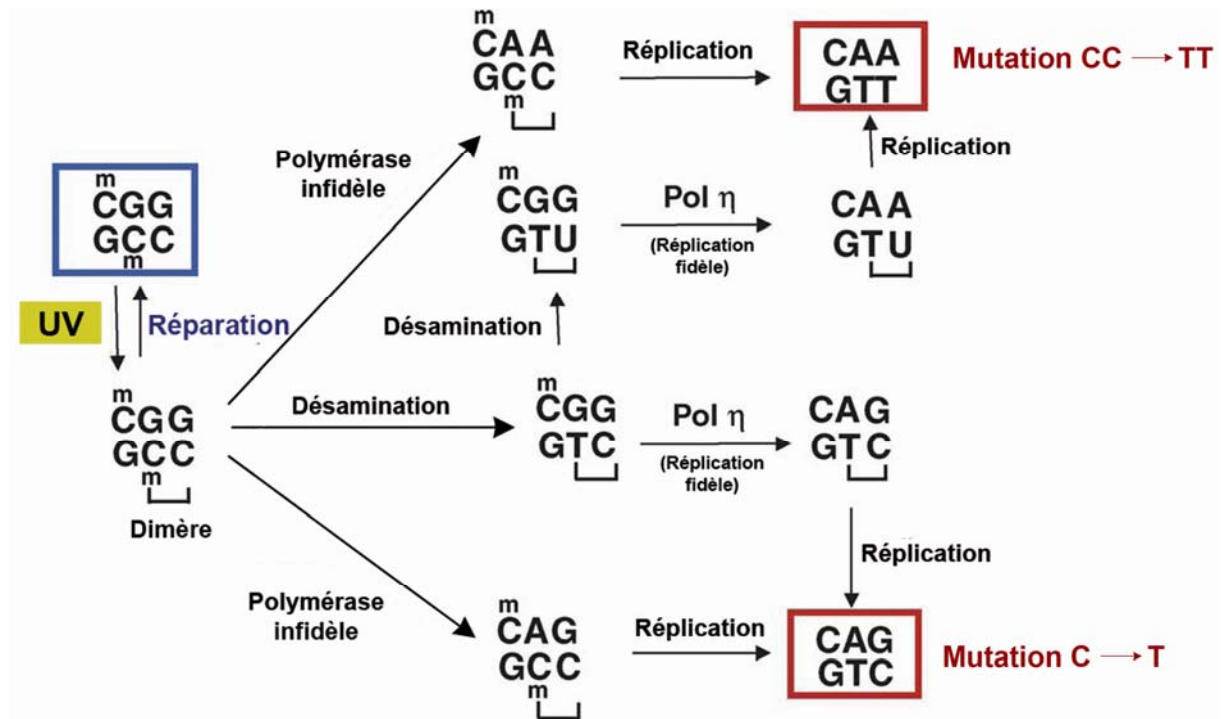 m
CAA
GCC
m
Réplication
CAA
GTT
Mutation CC → TT
Polymérase
infidèle
Réplication
m
CGG
GCC
m
m
CGG
GTU
Pol η
(Réplication
fidèle)
CAA
GTU
UV
Réparation
Désamination
m
CGG
GCC
m
Dimère
Désamination
m
CGG
GTC
Pol η
(Réplication
fidèle)
CAG
GTC
Réplication
Polymérase
infidèle
m
CAG
GCC
m
Réplication
CAG
GTC
Mutation C → T